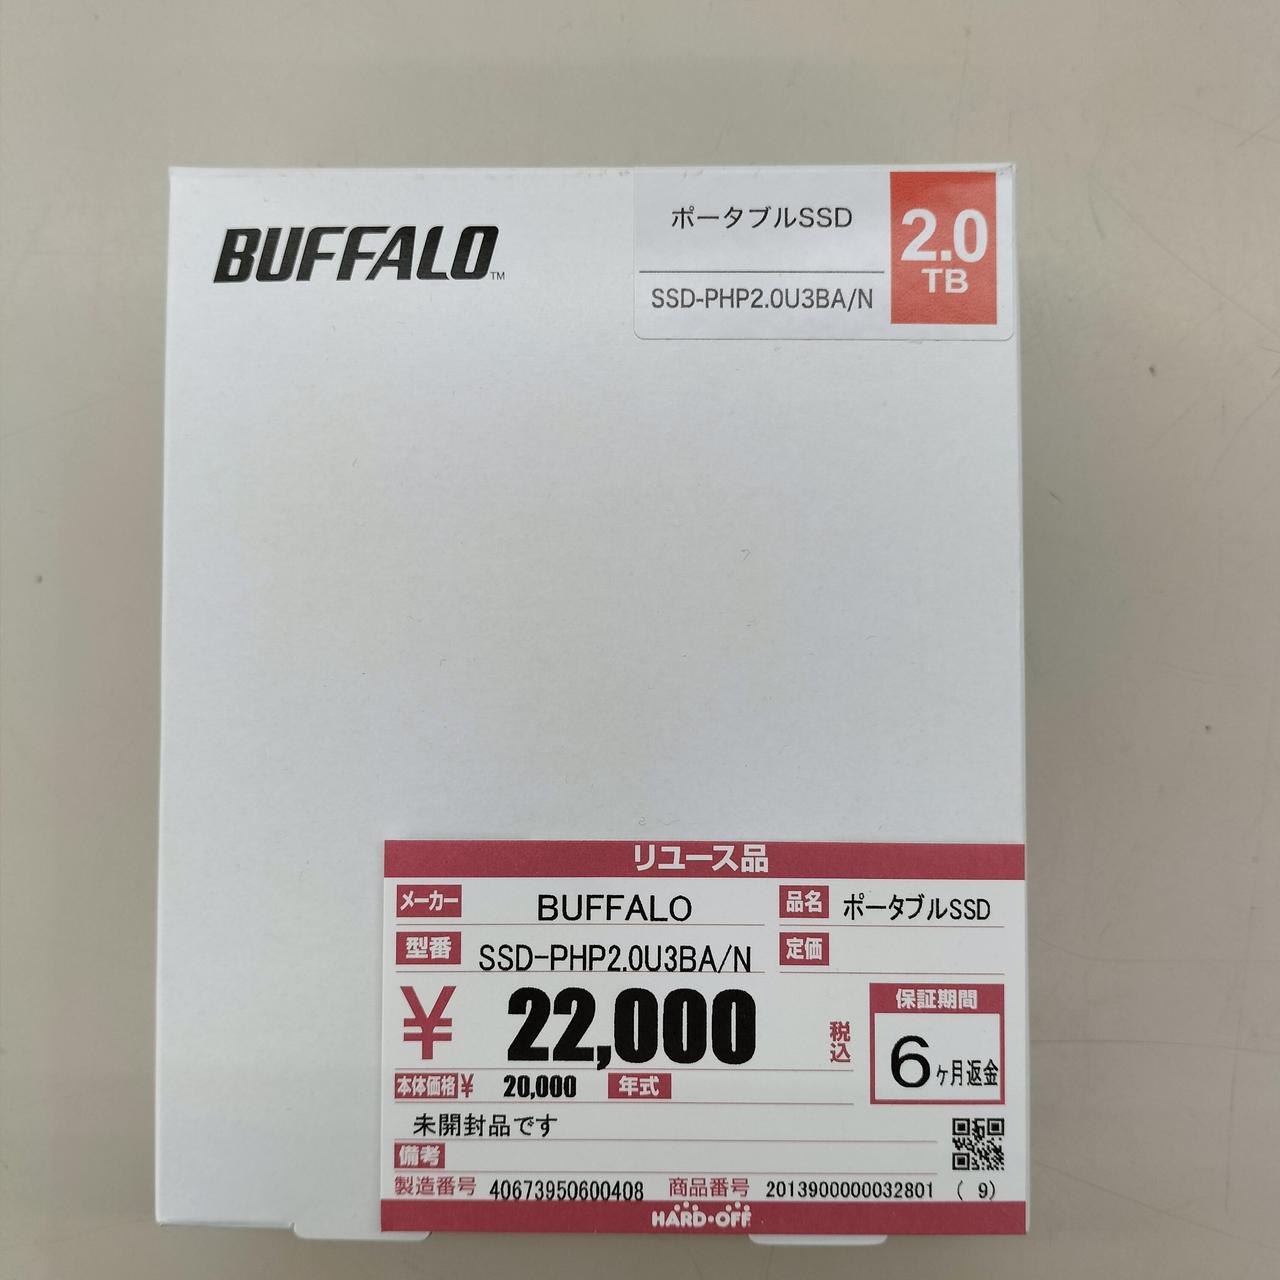 BUFFALO™
ポータブルSSD
SSD-PHP2.0U3BA/N
2.0
TB
リユース品
メーカー BUFFALO 品名 ポータブルSSD
型番 SSD-PHP2.0U3BA/N 定価
¥ 22,000 税込
保証期間
6ヶ月返金
本体価格¥ 20,000 年式
未開封品です
備考
製造番号 40673950600408 商品番号 2013900000032801 ( 9)
HARD・OFF